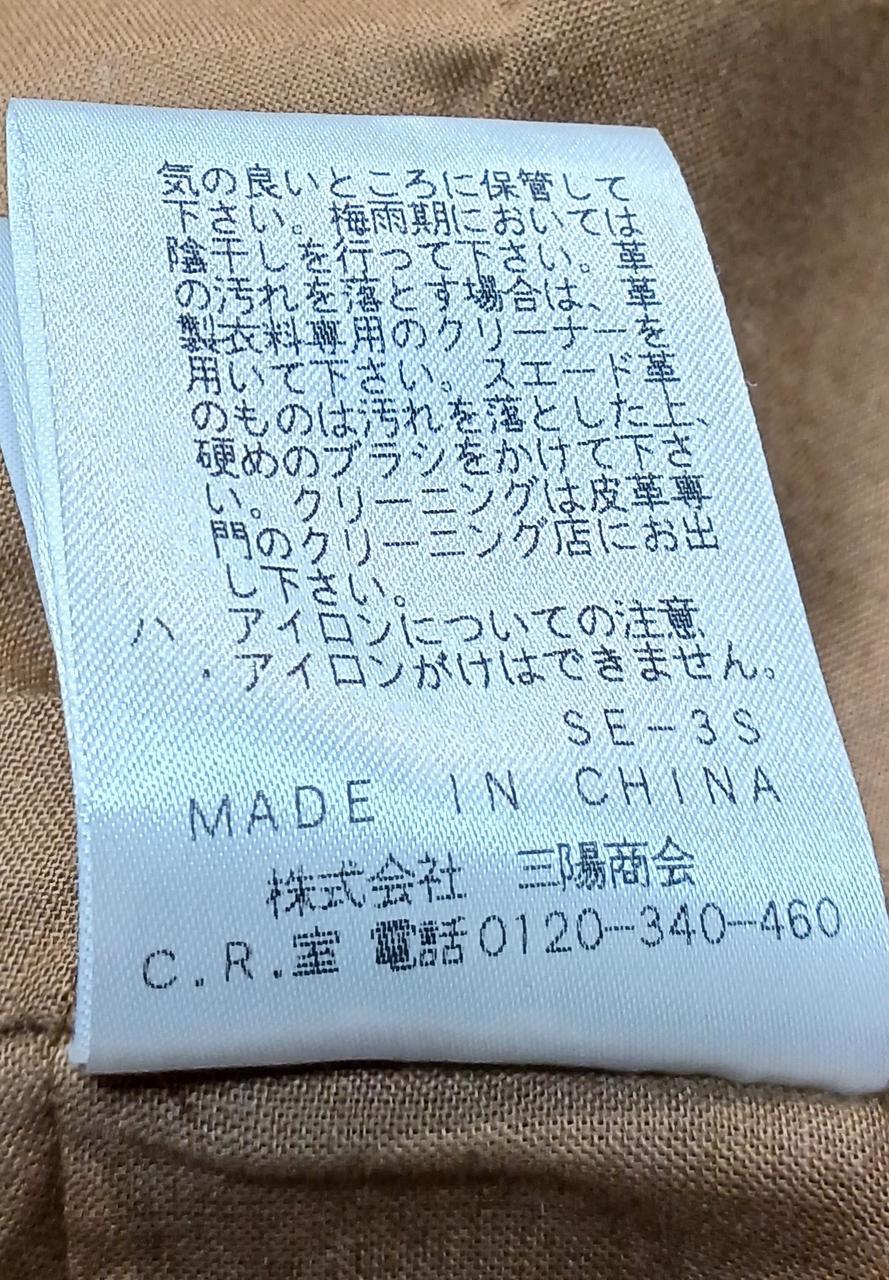 気の良いところに保管して
下さい。梅雨期においては
陰干しを行って下さい。革
の汚れを落とす場合は、革
製衣料専用のクリーナーを
用いて下さい。スエード革
のものは汚れを落とした上、
硬めののブラシをかけて下さ
い。クリーニングは皮革専
門のクリーニング店にお出
し下さい。
ハ アイロンについての注意
・アイロンがけはできません。
SE-3S
MADE IN CHINA
株式会社 三陽商会
C.R.室 電話0120-340-460